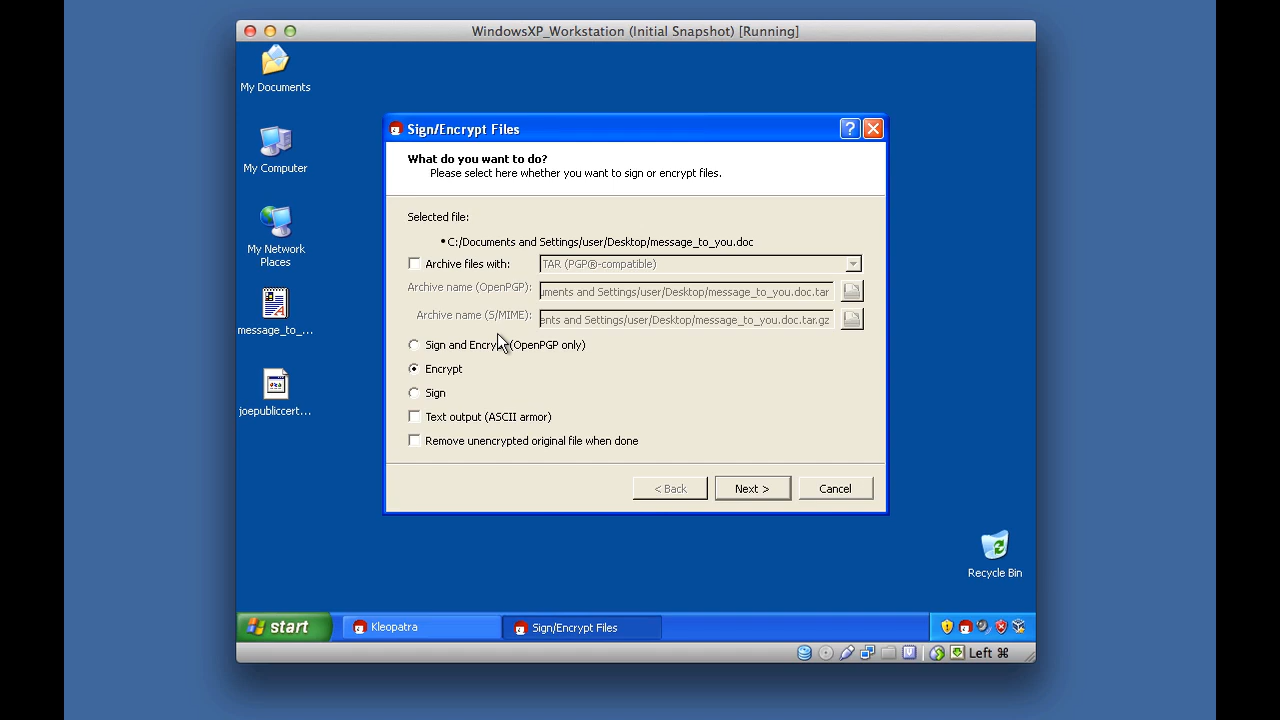 WindowsXP_Workstation (Initial Snapshot) [Running]
My Documents
My Computer
My Network
Places
message_to_...
joepubliccert...
Recycle Bin
Sign/Encrypt Files
What do you want to do?
Please select here whether you want to sign or encrypt files.
Selected file:
• C:/Documents and Settings/user/Desktop/message_to_you.doc
Archive files with: TAR (PGP®-compatible)
Archive name (OpenPGP): uments and Settings/user/Desktop/message_to_you.doc.tar
Archive name (S/MIME): ents and Settings/user/Desktop/message_to_you.doc.tar.gz
Sign and Encrypt (OpenPGP only)
Encrypt
Sign
Text output (ASCII armor)
Remove unencrypted original file when done
< Back Next > Cancel
start Kleopatra Sign/Encrypt Files
Left ⌘